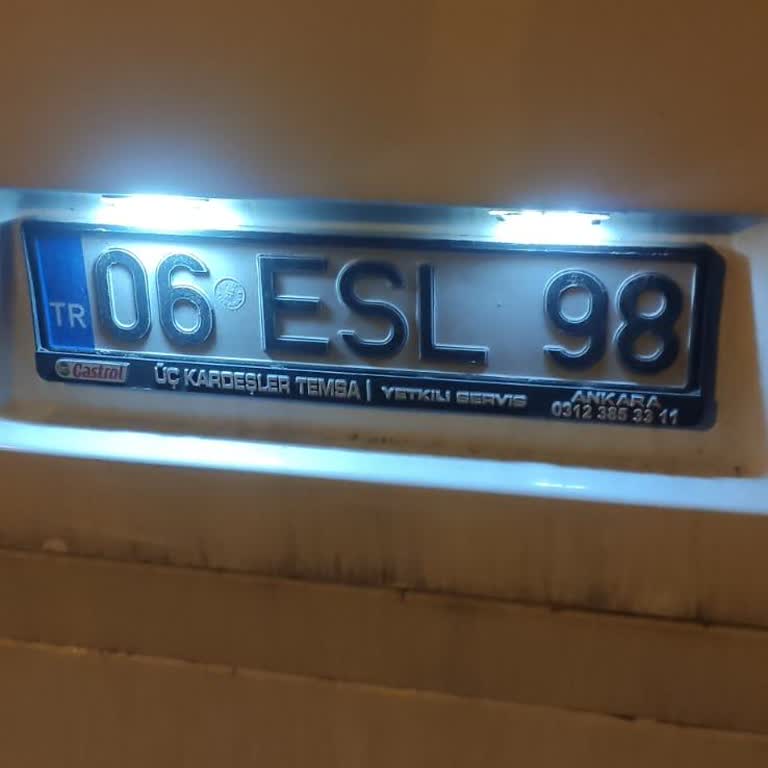 TR 06 ESL 98
Castrol ÜÇ KARDEŞLER TEMSA | YETKİLİ SERVİS ANKARA
0312 385 33 11